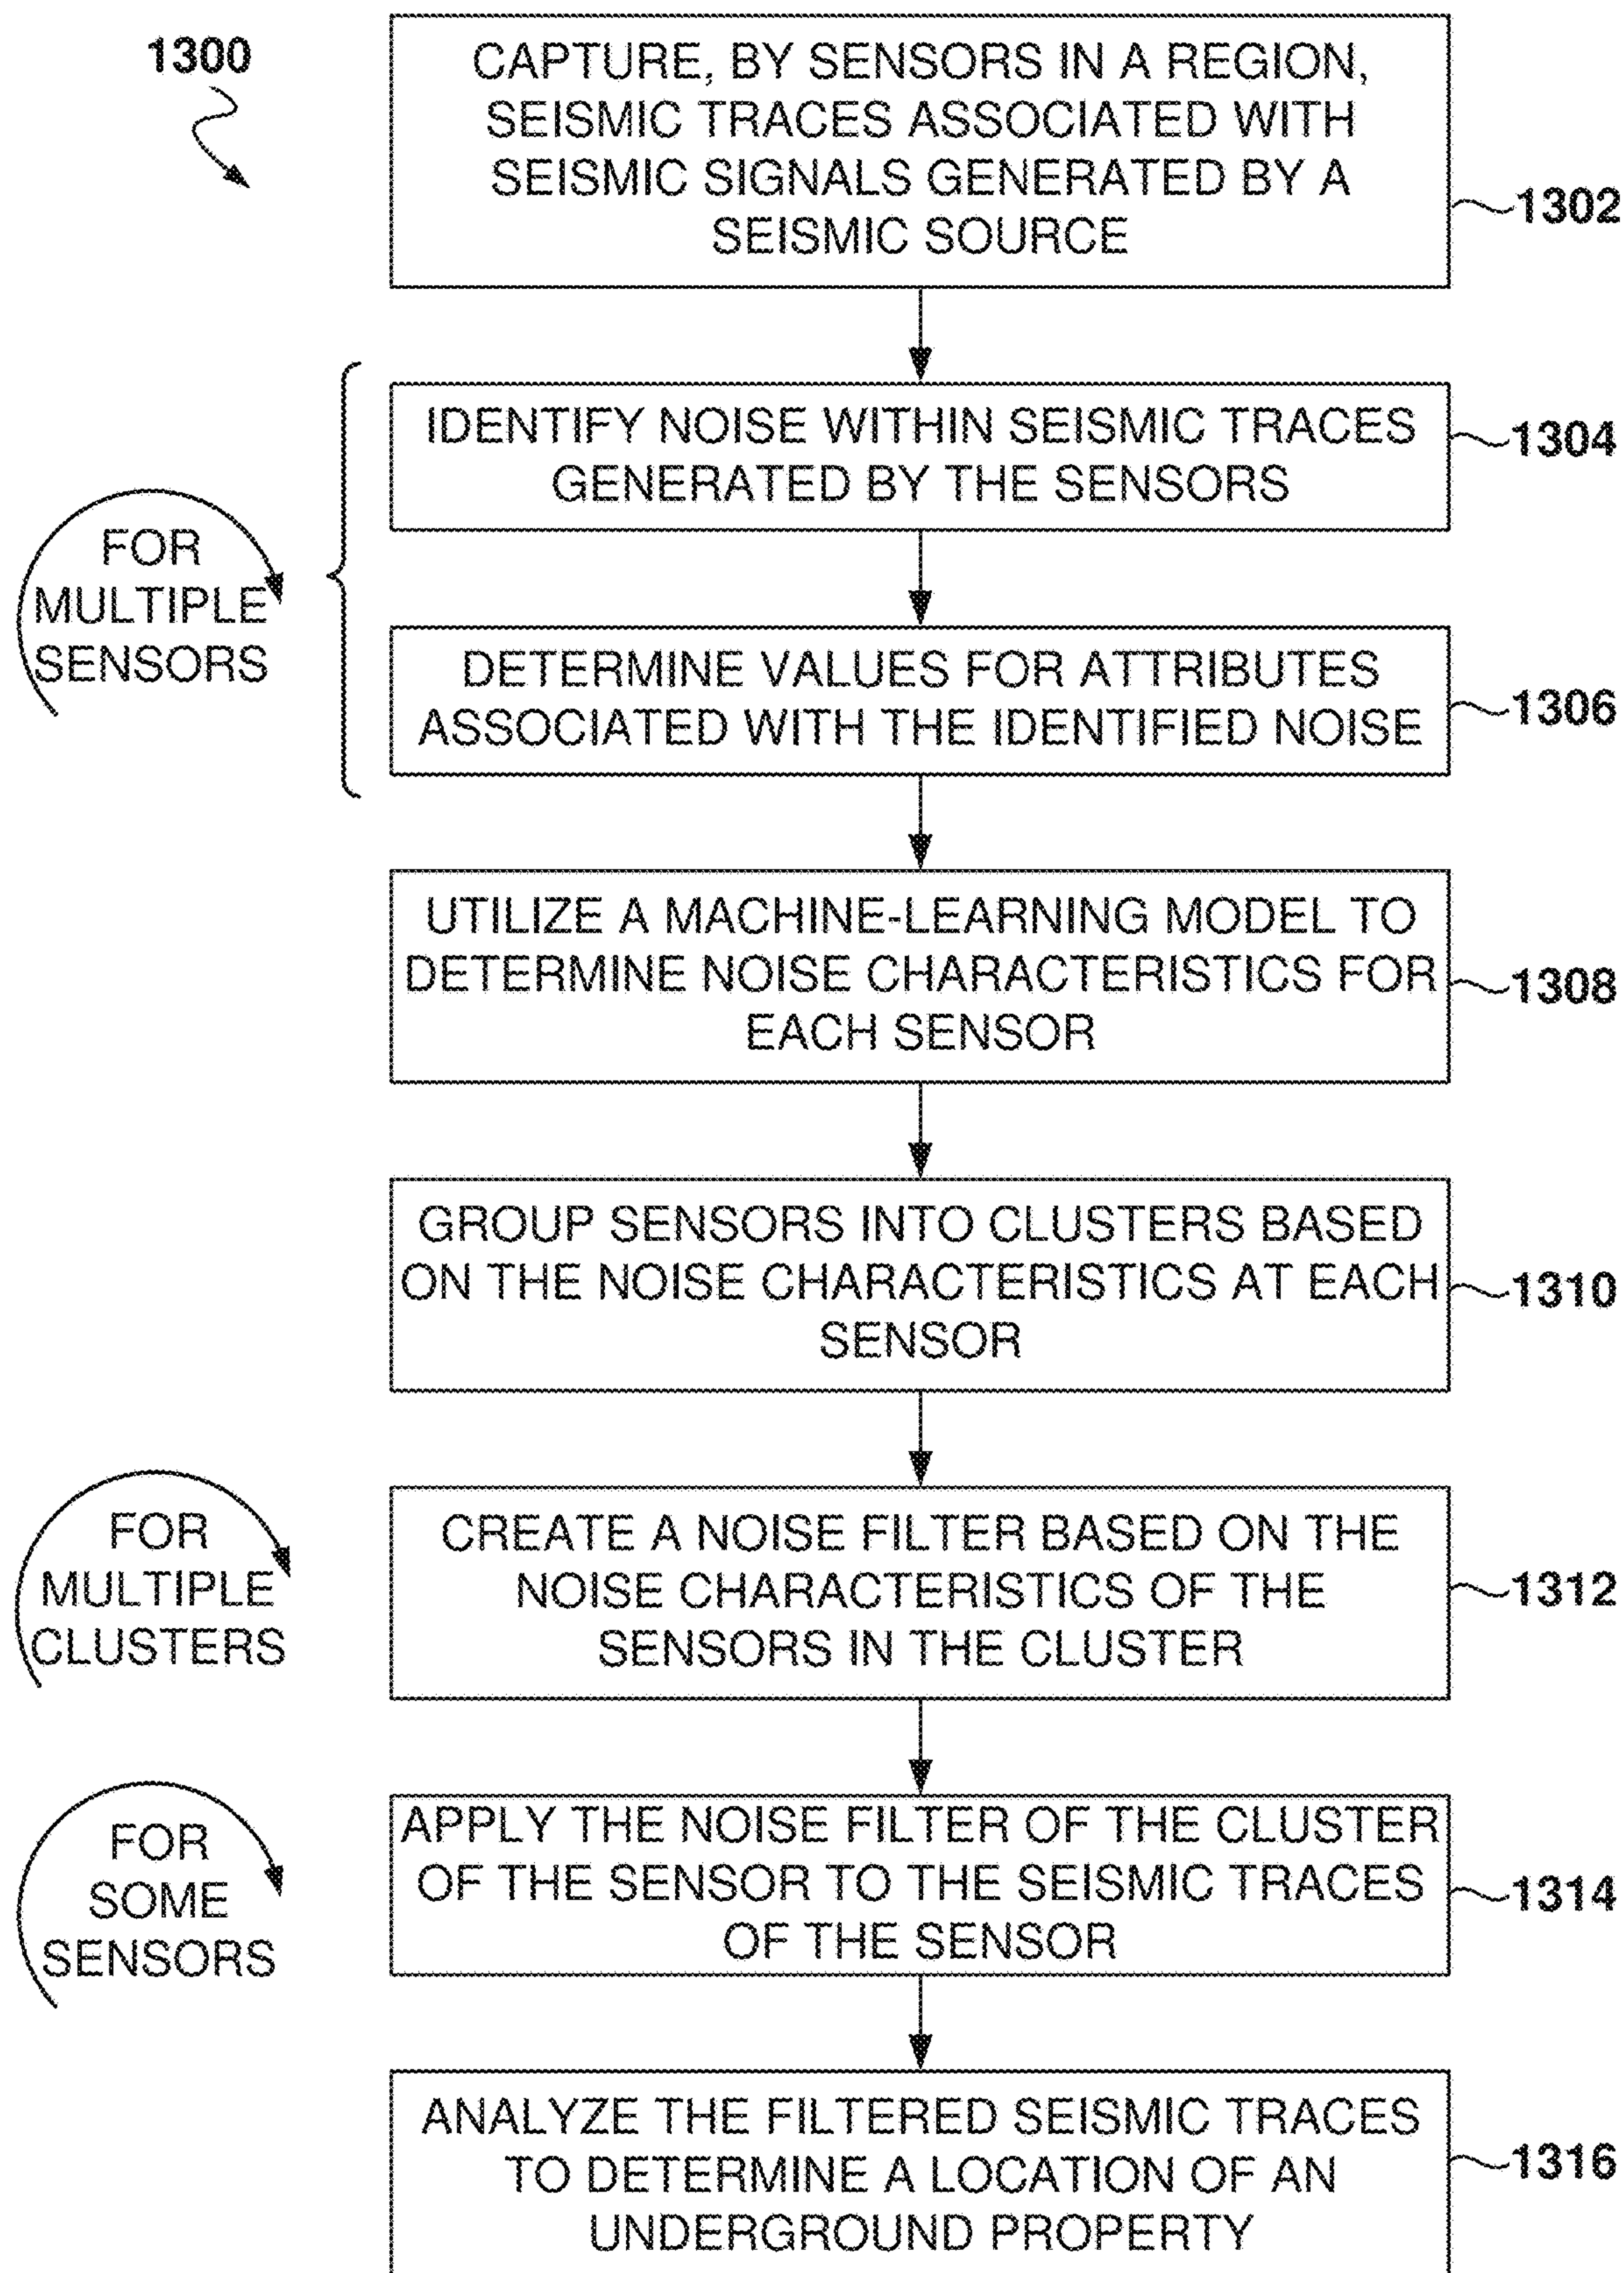 1300
CAPTURE, BY SENSORS IN A REGION,
SEISMIC TRACES ASSOCIATED WITH
SEISMIC SIGNALS GENERATED BY A
SEISMIC SOURCE
1302
IDENTIFY NOISE WITHIN SEISMIC TRACES
GENERATED BY THE SENSORS
1304
FOR
MULTIPLE
SENSORS
DETERMINE VALUES FOR ATTRIBUTES
ASSOCIATED WITH THE IDENTIFIED NOISE
1306
UTILIZE A MACHINE-LEARNING MODEL TO
DETERMINE NOISE CHARACTERISTICS FOR
EACH SENSOR
1308
GROUP SENSORS INTO CLUSTERS BASED
ON THE NOISE CHARACTERISTICS AT EACH
SENSOR
1310
FOR
MULTIPLE
CLUSTERS
CREATE A NOISE FILTER BASED ON THE
NOISE CHARACTERISTICS OF THE
SENSORS IN THE CLUSTER
1312
FOR
SOME
SENSORS
APPLY THE NOISE FILTER OF THE CLUSTER
OF THE SENSOR TO THE SEISMIC TRACES
OF THE SENSOR
1314
ANALYZE THE FILTERED SEISMIC TRACES
TO DETERMINE A LOCATION OF AN
UNDERGROUND PROPERTY
1316